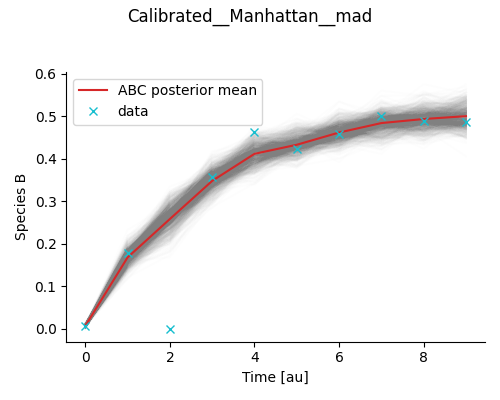 Calibrated__Manhattan__mad
ABC posterior mean
data
Species B
0.6
0.5
0.4
0.3
0.2
0.1
0.0
0 2 4 6 8
Time [au]